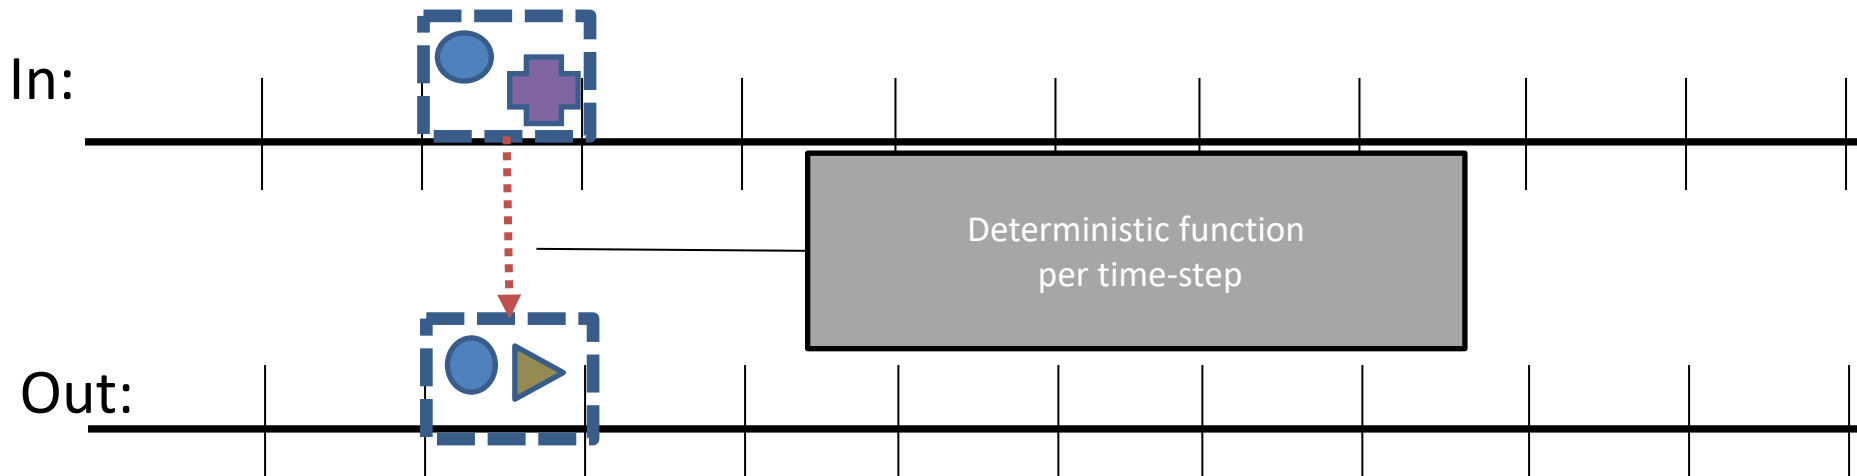 In:
Deterministic function
per time-step
Out: